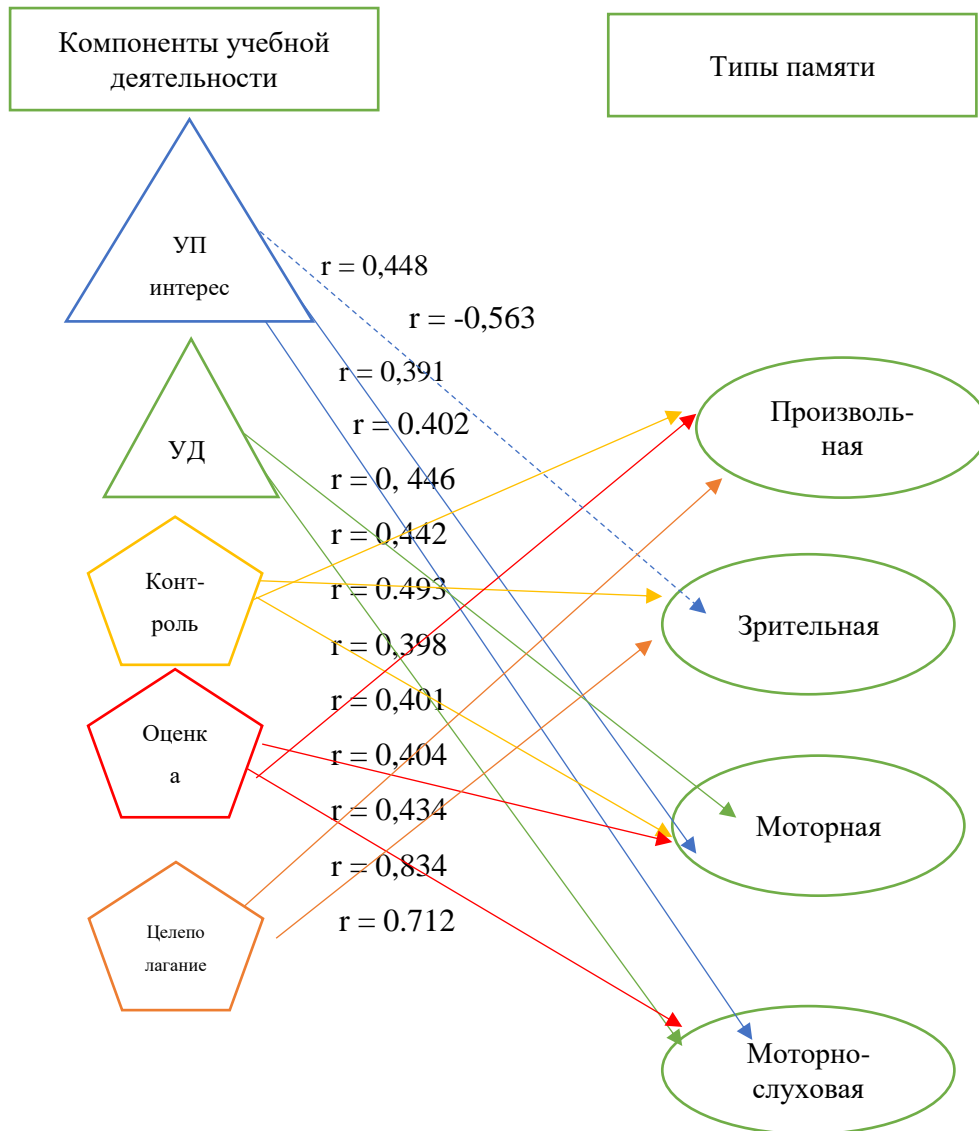 Компоненты учебной
деятельности
Типы памяти
УП
интерес
r = 0,448
r = -0,563
r = 0,391
r = 0.402
r = 0, 446
r = 0,442
r = 0.493
r = 0,398
r = 0,401
r = 0,404
r = 0,434
r = 0,834
r = 0.712
УД
Конт-
роль
Оценк
а
Целепо
лагание
Произволь-
ная
Зрительная
Моторная
Моторно-
слуховая